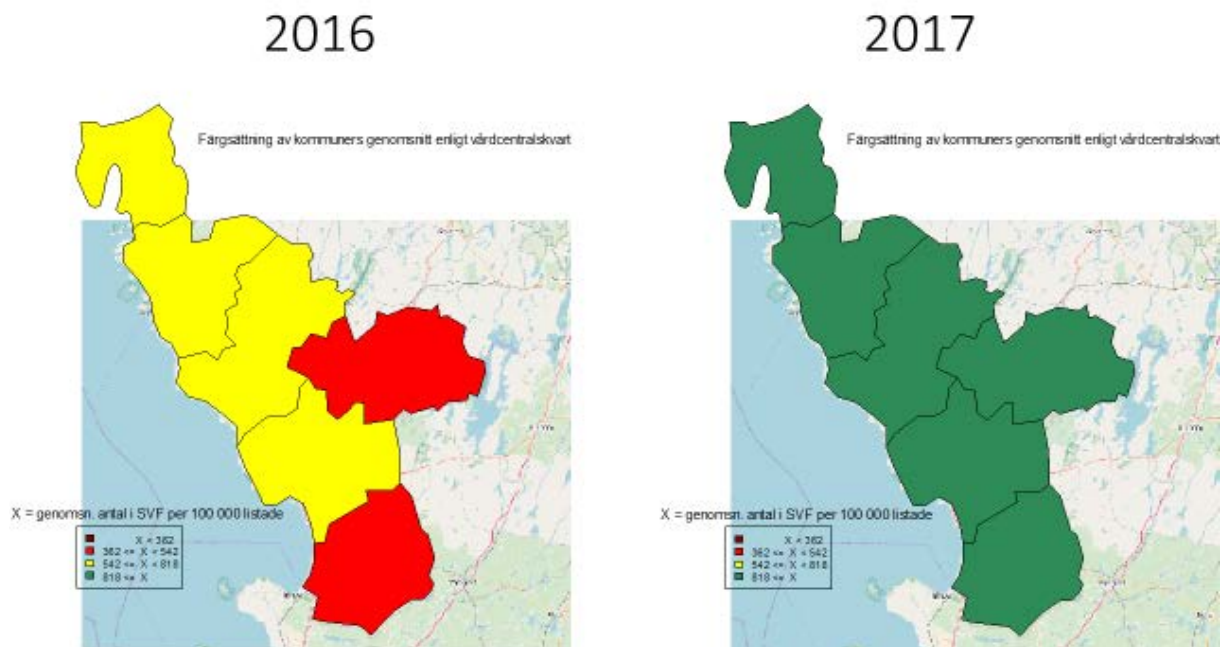 2016
2017
Färgsättning av kommuners genomsnitt enligt vårdcentralskvart
Färgsättning av kommuners genomsnitt enligt vårdcentralskvart
X = genomsn. antal i SVF per 100 000 listade
X < 362
362 <= X < 542
542 <= X < 818
818 <= X
X = genomsn. antal i SVF per 100 000 listade
X < 362
362 <= X < 542
542 <= X < 818
818 <= X